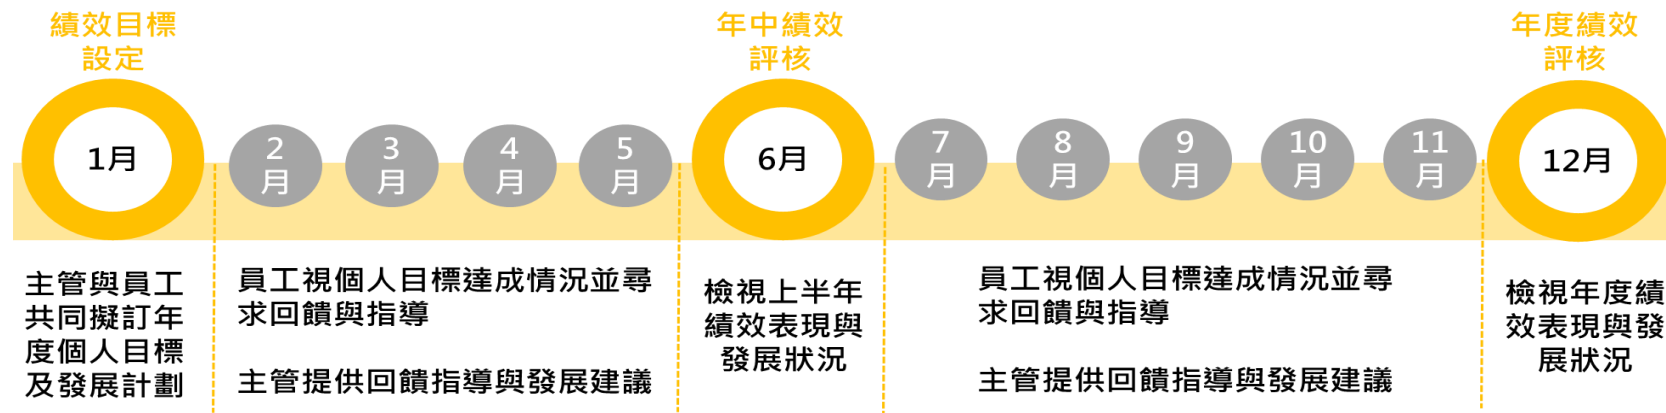 績效目標
設定
年中績效
評核
年度績效
評核
1月
2
月
3
月
4
月
5
月
6月
7
月
8
月
9
月
10
月
11
月
12月
主管與員工
共同擬訂年
度個人目標
及發展計劃
員工視個人目標達成情況並尋
求回饋與指導
主管提供回饋指導與發展建議
檢視上半年
績效表現與
發展狀況
員工視個人目標達成情況並尋
求回饋與指導
主管提供回饋指導與發展建議
檢視年度績
效表現與發
展狀況